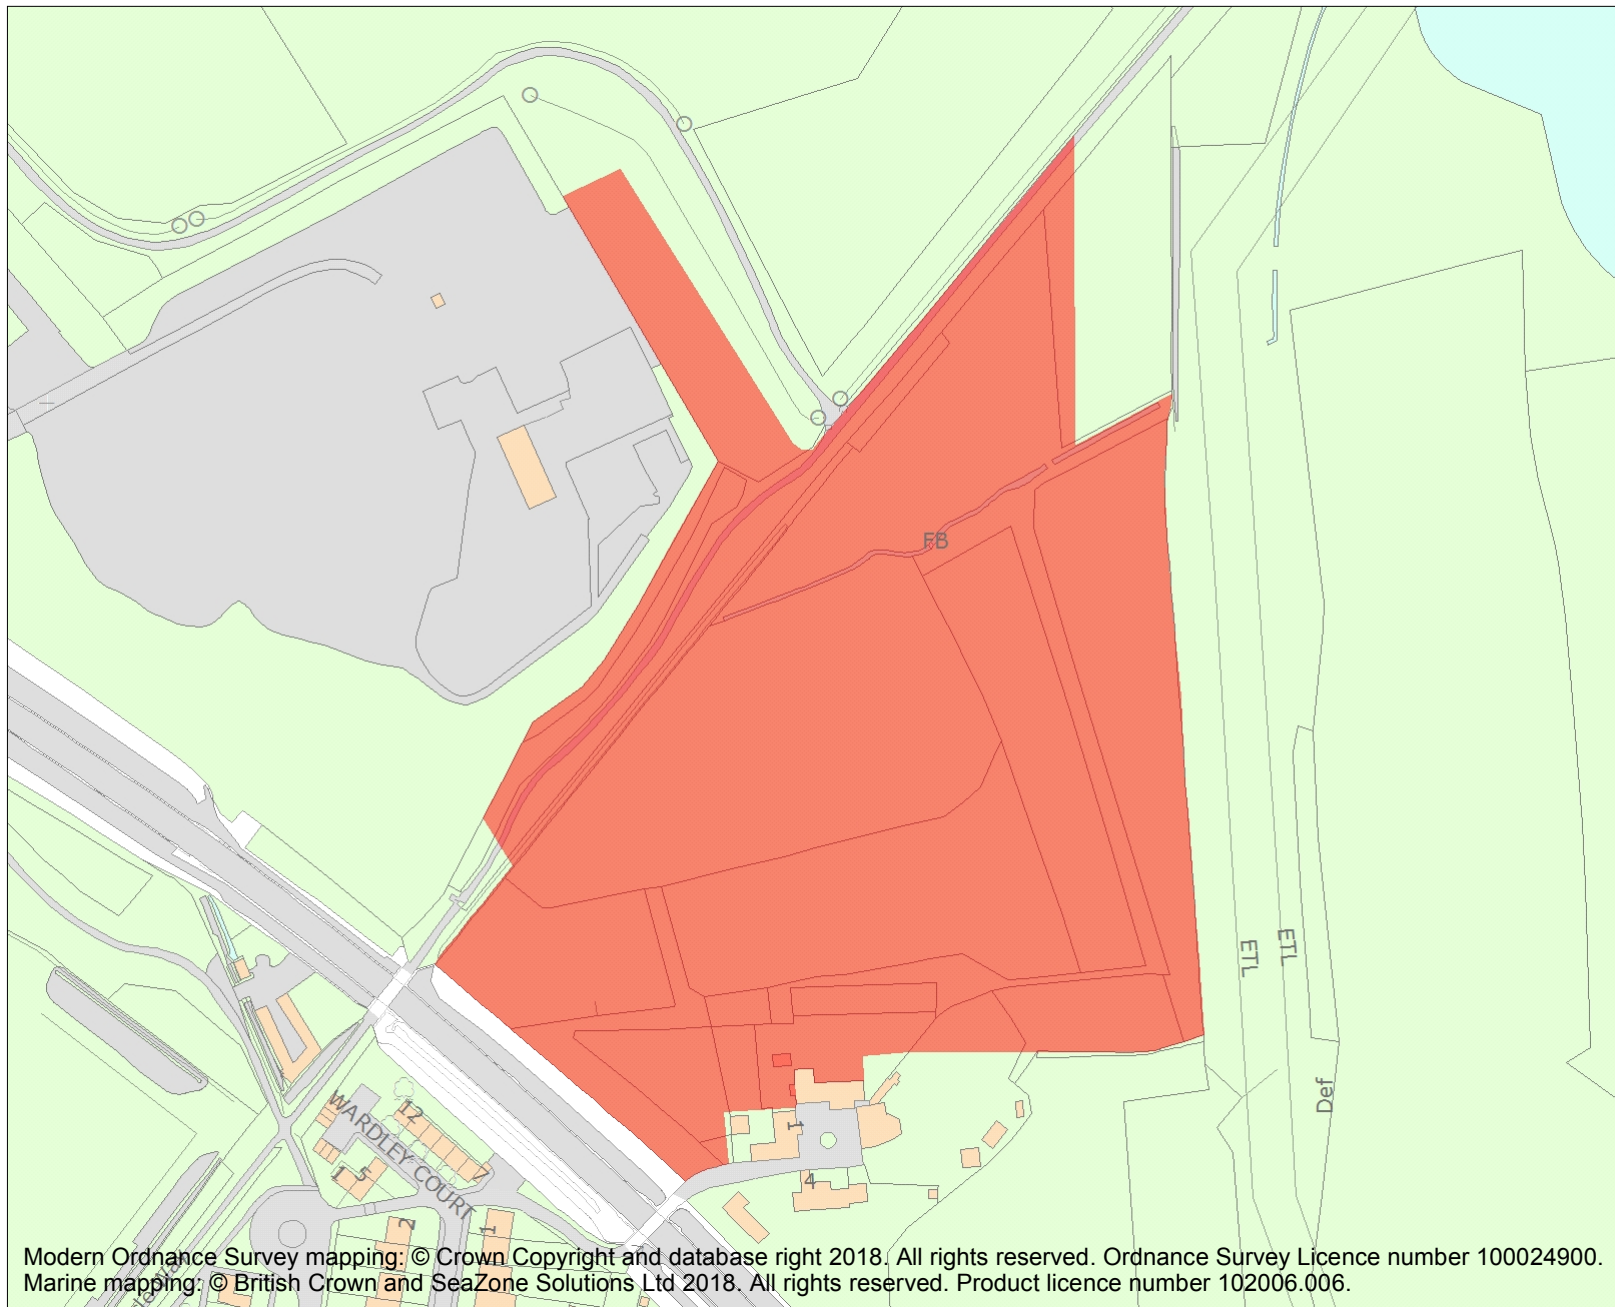 FB
ETL
ETL
Def
WARDLEY COURT
12
7
1
5
1
4
2
1
Modern Ordnance Survey mapping: © Crown Copyright and database right 2018. All rights reserved. Ordnance Survey Licence number 100024900.
Marine mapping: © British Crown and SeaZone Solutions Ltd 2018. All rights reserved. Product licence number 102006.006.